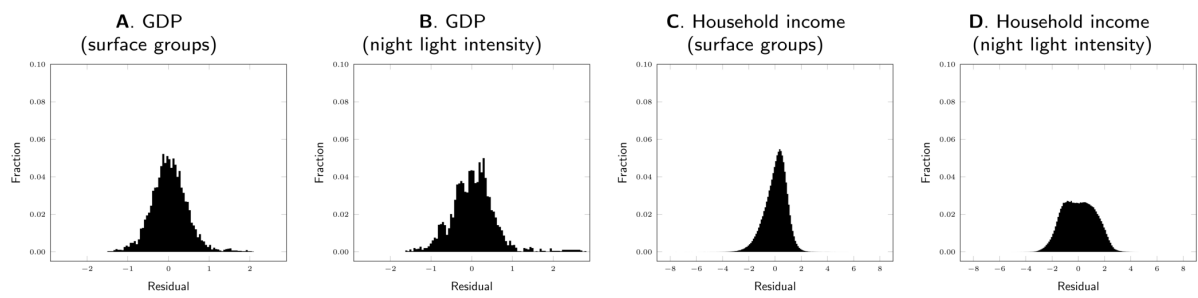 A. GDP
(surface groups)
0.10
0.08
0.06
0.04
0.02
0.00
Fraction
−2 −1 0 1 2
Residual
B. GDP
(night light intensity)
0.10
0.08
0.06
0.04
0.02
0.00
Fraction
−2 −1 0 1 2
Residual
C. Household income
(surface groups)
0.10
0.08
0.06
0.04
0.02
0.00
Fraction
−8 −6 −4 −2 0 2 4 6 8
Residual
D. Household income
(night light intensity)
0.10
0.08
0.06
0.04
0.02
0.00
Fraction
−8 −6 −4 −2 0 2 4 6 8
Residual